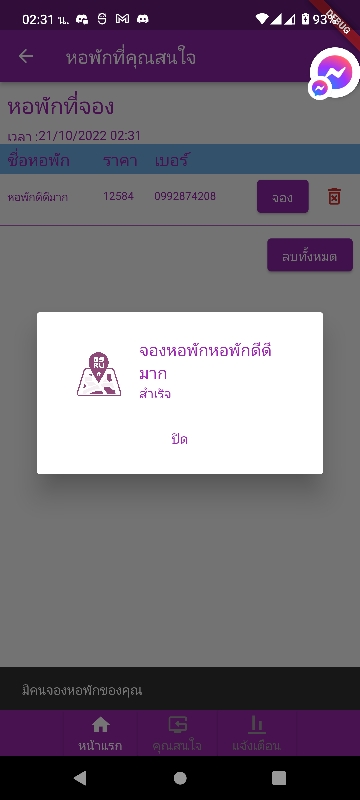 02:31 น.
93%
DEBUG
หอพักที่คุณสนใจ
หอพักที่จอง
เวลา :21/10/2022 02:31
ชื่อหอพัก ราคา เบอร์
หอพักดีดีมาก 12584 0992874208 จอง
ลบทั้งหมด
จองหอพักหอพักดีดี
มาก
สำเร็จ
ปิด
มีคนจองหอพักของคุณ
หน้าแรก คุณสนใจ แจ้งเตือน